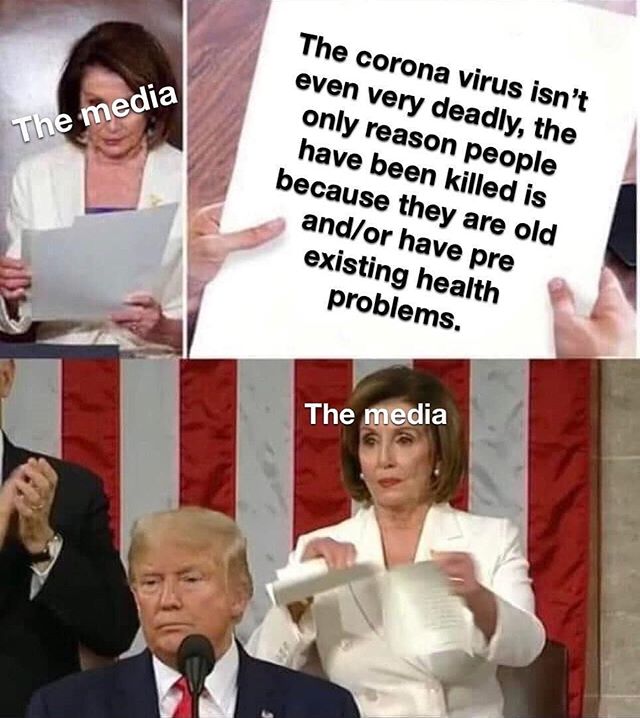 The media
The corona virus isn't
even very deadly, the
only reason people
have been killed is
because they are old
and/or have pre
existing health
problems.
The media